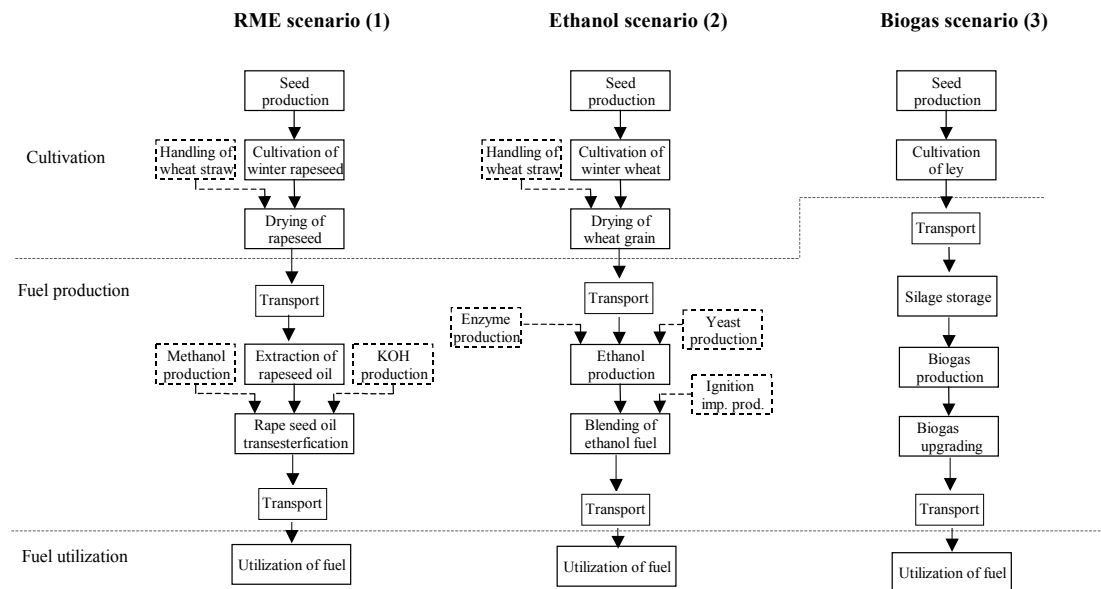 RME scenario (1)
Ethanol scenario (2)
Biogas scenario (3)
Cultivation
Seed
production
Handling of
wheat straw
Cultivation of
winter rapeseed
Drying of
rapeseed
Seed
production
Handling of
wheat straw
Cultivation of
winter wheat
Drying of
wheat grain
Seed
production
Cultivation
of ley
Fuel production
Transport
Methanol
production
Extraction of
rapeseed oil
KOH
production
Rape seed oil
transesterfication
Transport
Transport
Enzyme
production
Yeast
production
Ethanol
production
Ignition
imp. prod.
Blending of
ethanol fuel
Transport
Transport
Silage storage
Biogas
production
Biogas
upgrading
Transport
Fuel utilization
Utilization of fuel
Utilization of fuel
Utilization of fuel